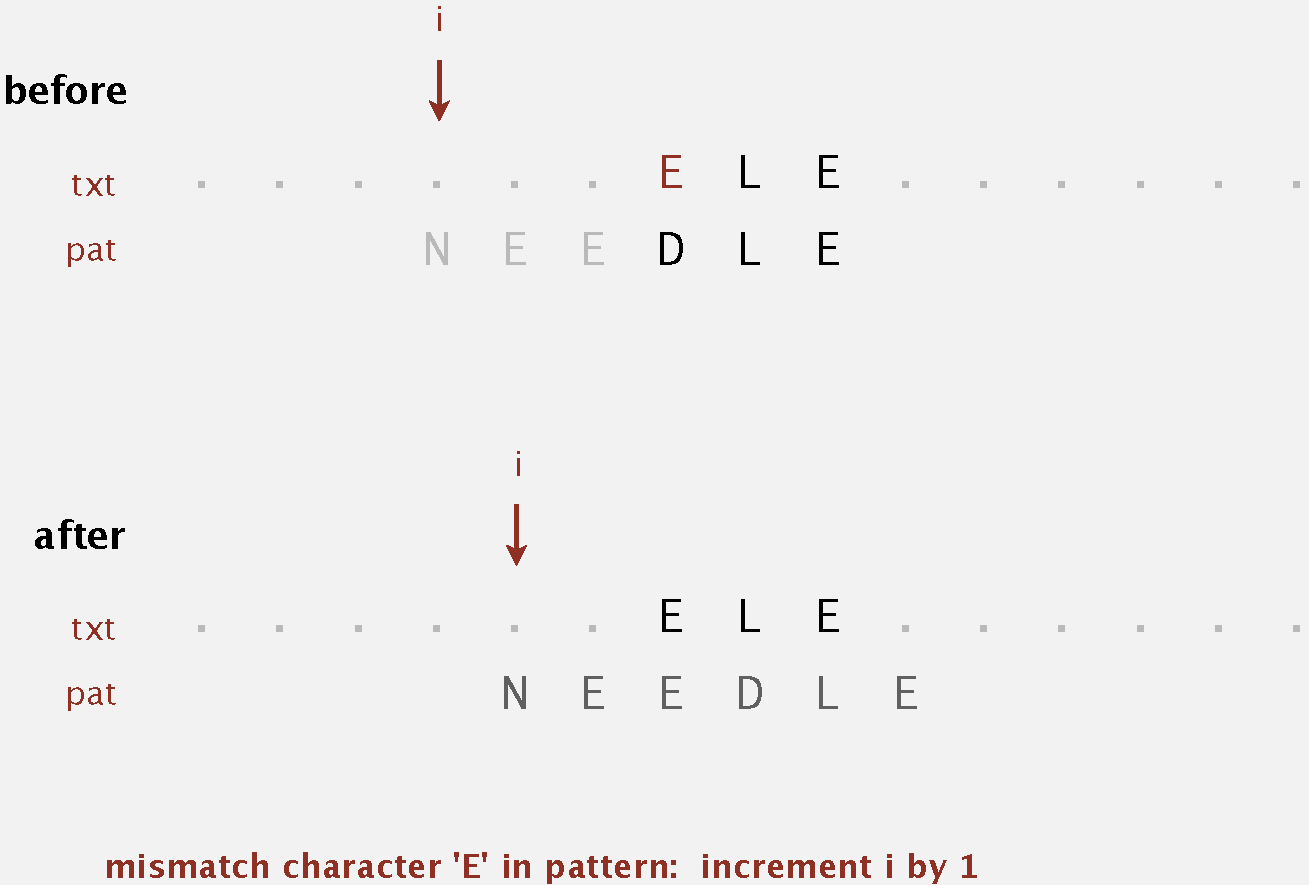 i
before
txt . . . . . . E L E . . . . . .
pat N E E D L E
i
after
txt . . . . . . E L E . . . . . .
pat N E E D L E
mismatch character 'E' in pattern: increment i by 1